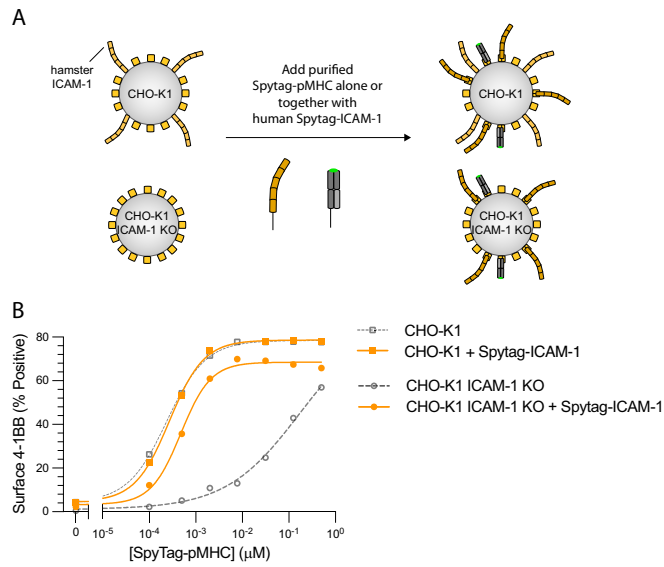 A
hamster
ICAM-1
CHO-K1
Add purified
Spytag-pMHC alone or
together with
human Spytag-ICAM-1
CHO-K1
CHO-K1
ICAM-1 KO
CHO-K1
ICAM-1 KO
B
Surface 4-1BB (% Positive)
80
60
40
20
0
0
10⁻⁵
10⁻⁴
10⁻³
10⁻²
10⁻¹
10⁰
[SpyTag-pMHC] (μM)
CHO-K1
CHO-K1 + Spytag-ICAM-1
CHO-K1 ICAM-1 KO
CHO-K1 ICAM-1 KO + Spytag-ICAM-1